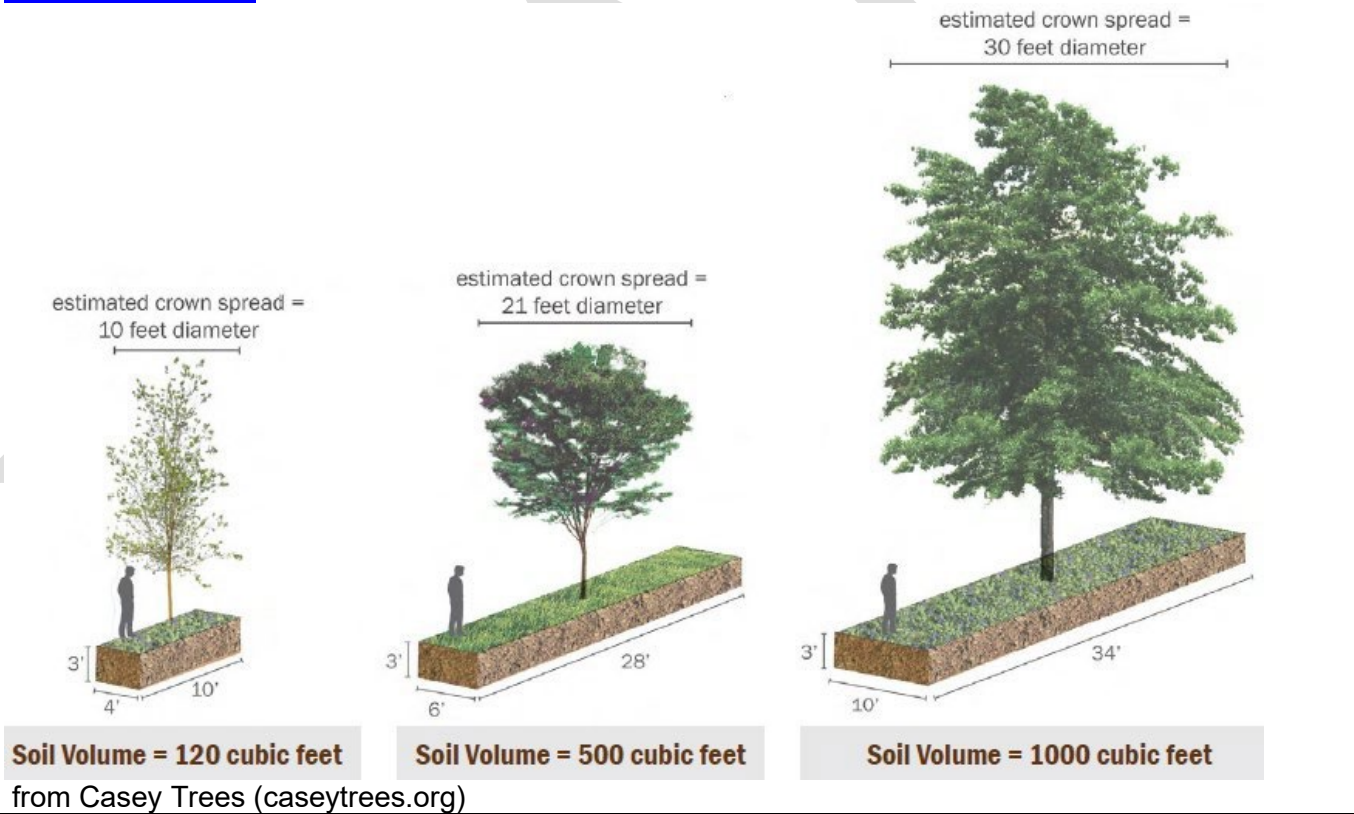 estimated crown spread =
10 feet diameter
3'
4'
10'
Soil Volume = 120 cubic feet
estimated crown spread =
21 feet diameter
3'
6'
28'
Soil Volume = 500 cubic feet
estimated crown spread =
30 feet diameter
3'
10'
34'
Soil Volume = 1000 cubic feet
from Casey Trees (caseytrees.org)